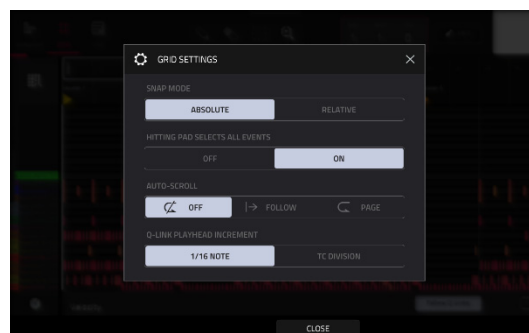 GRID SETTINGS
SNAP MODE
ABSOLUTE RELATIVE
HITTING PAD SELECTS ALL EVENTS
OFF ON
AUTO-SCROLL
OFF FOLLOW PAGE
Q-LINK PLAYHEAD INCREMENT
1/16 NOTE TC DIVISION
CLOSE